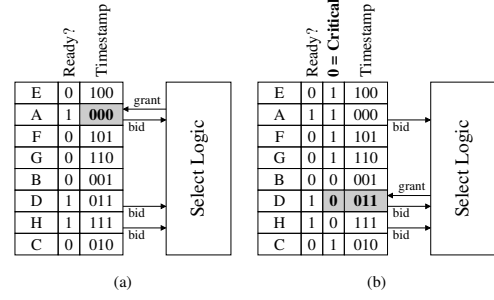 Ready?
Timestamp
E 0 100
A 1 000
F 0 101
G 0 110
B 0 001
D 1 011
H 1 111
C 0 010
grant
bid
bid
bid
Select Logic
(a)
Ready?
0 = Critical
Timestamp
E 0 1 100
A 1 1 000
F 0 1 101
G 0 1 110
B 0 0 001
D 1 0 011
H 1 0 111
C 0 1 010
bid
grant
bid
bid
Select Logic
(b)